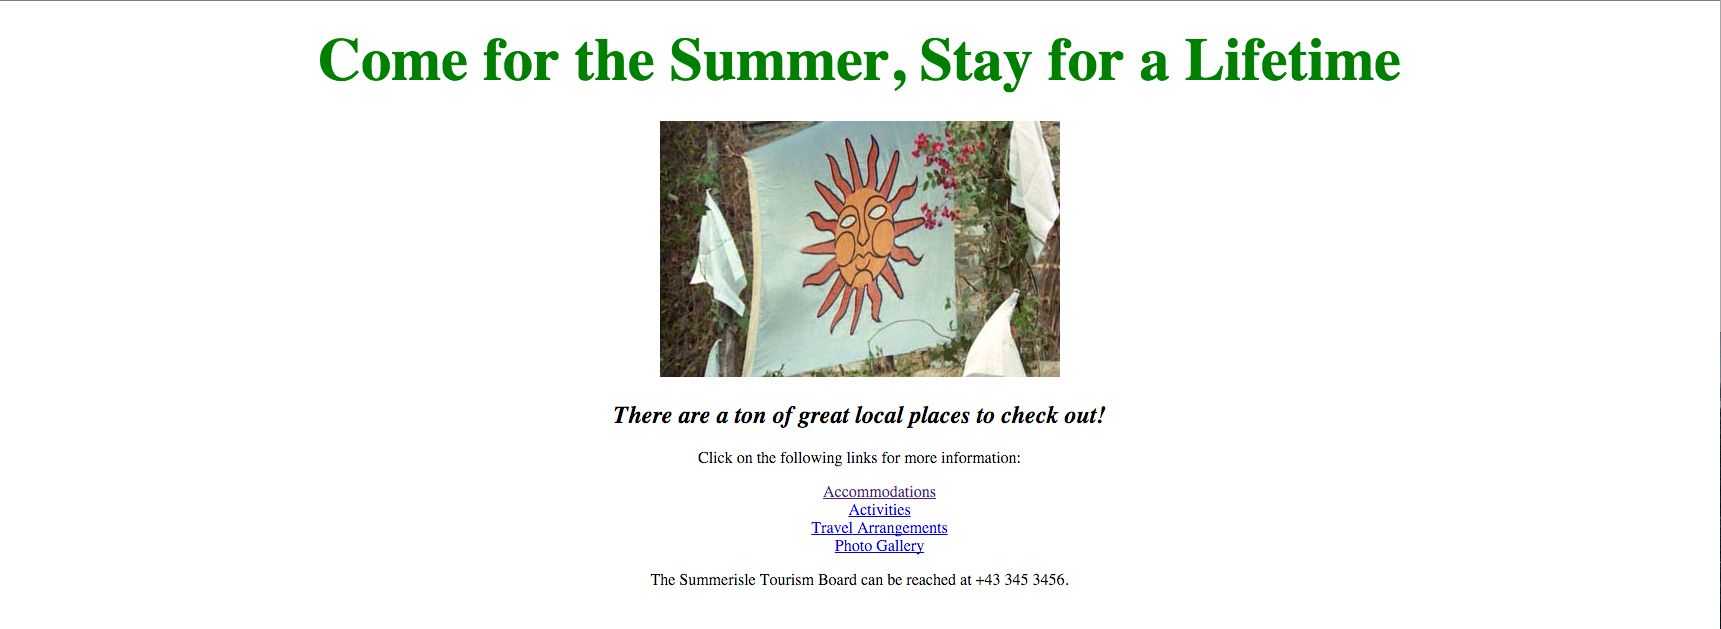 Come for the Summer, Stay for a Lifetime
There are a ton of great local places to check out!
Click on the following links for more information:
Accommodations
Activities
Travel Arrangements
Photo Gallery
The Summerisle Tourism Board can be reached at +43 345 3456.